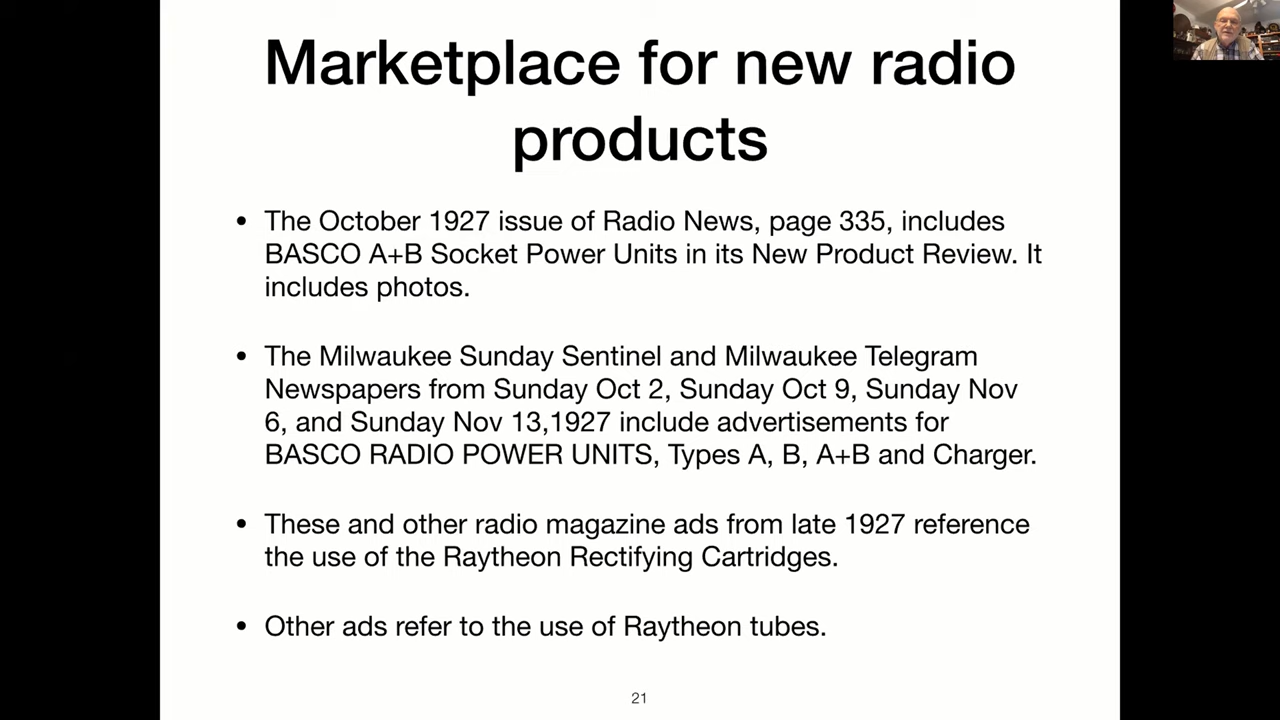 Marketplace for new radio
products
• The October 1927 issue of Radio News, page 335, includes
BASCO A+B Socket Power Units in its New Product Review. It
includes photos.
• The Milwaukee Sunday Sentinel and Milwaukee Telegram
Newspapers from Sunday Oct 2, Sunday Oct 9, Sunday Nov
6, and Sunday Nov 13,1927 include advertisements for
BASCO RADIO POWER UNITS, Types A, B, A+B and Charger.
• These and other radio magazine ads from late 1927 reference
the use of the Raytheon Rectifying Cartridges.
• Other ads refer to the use of Raytheon tubes.
21